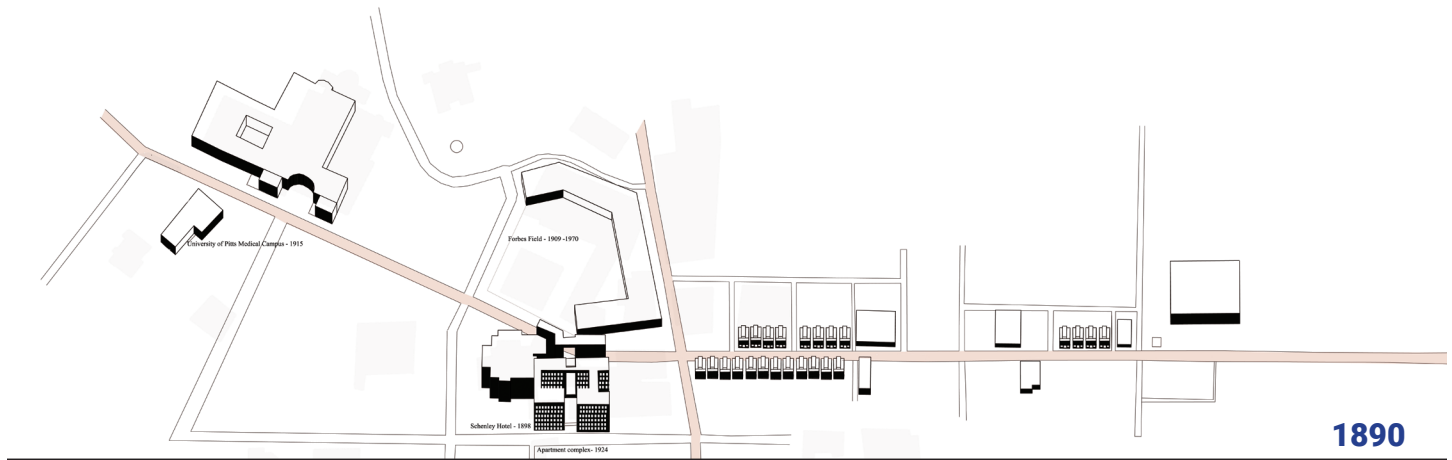 University of Pitts Medical Campus - 1915
Forbes Field - 1909 -1970
Schenley Hotel - 1898
Apartment complex- 1924
1890